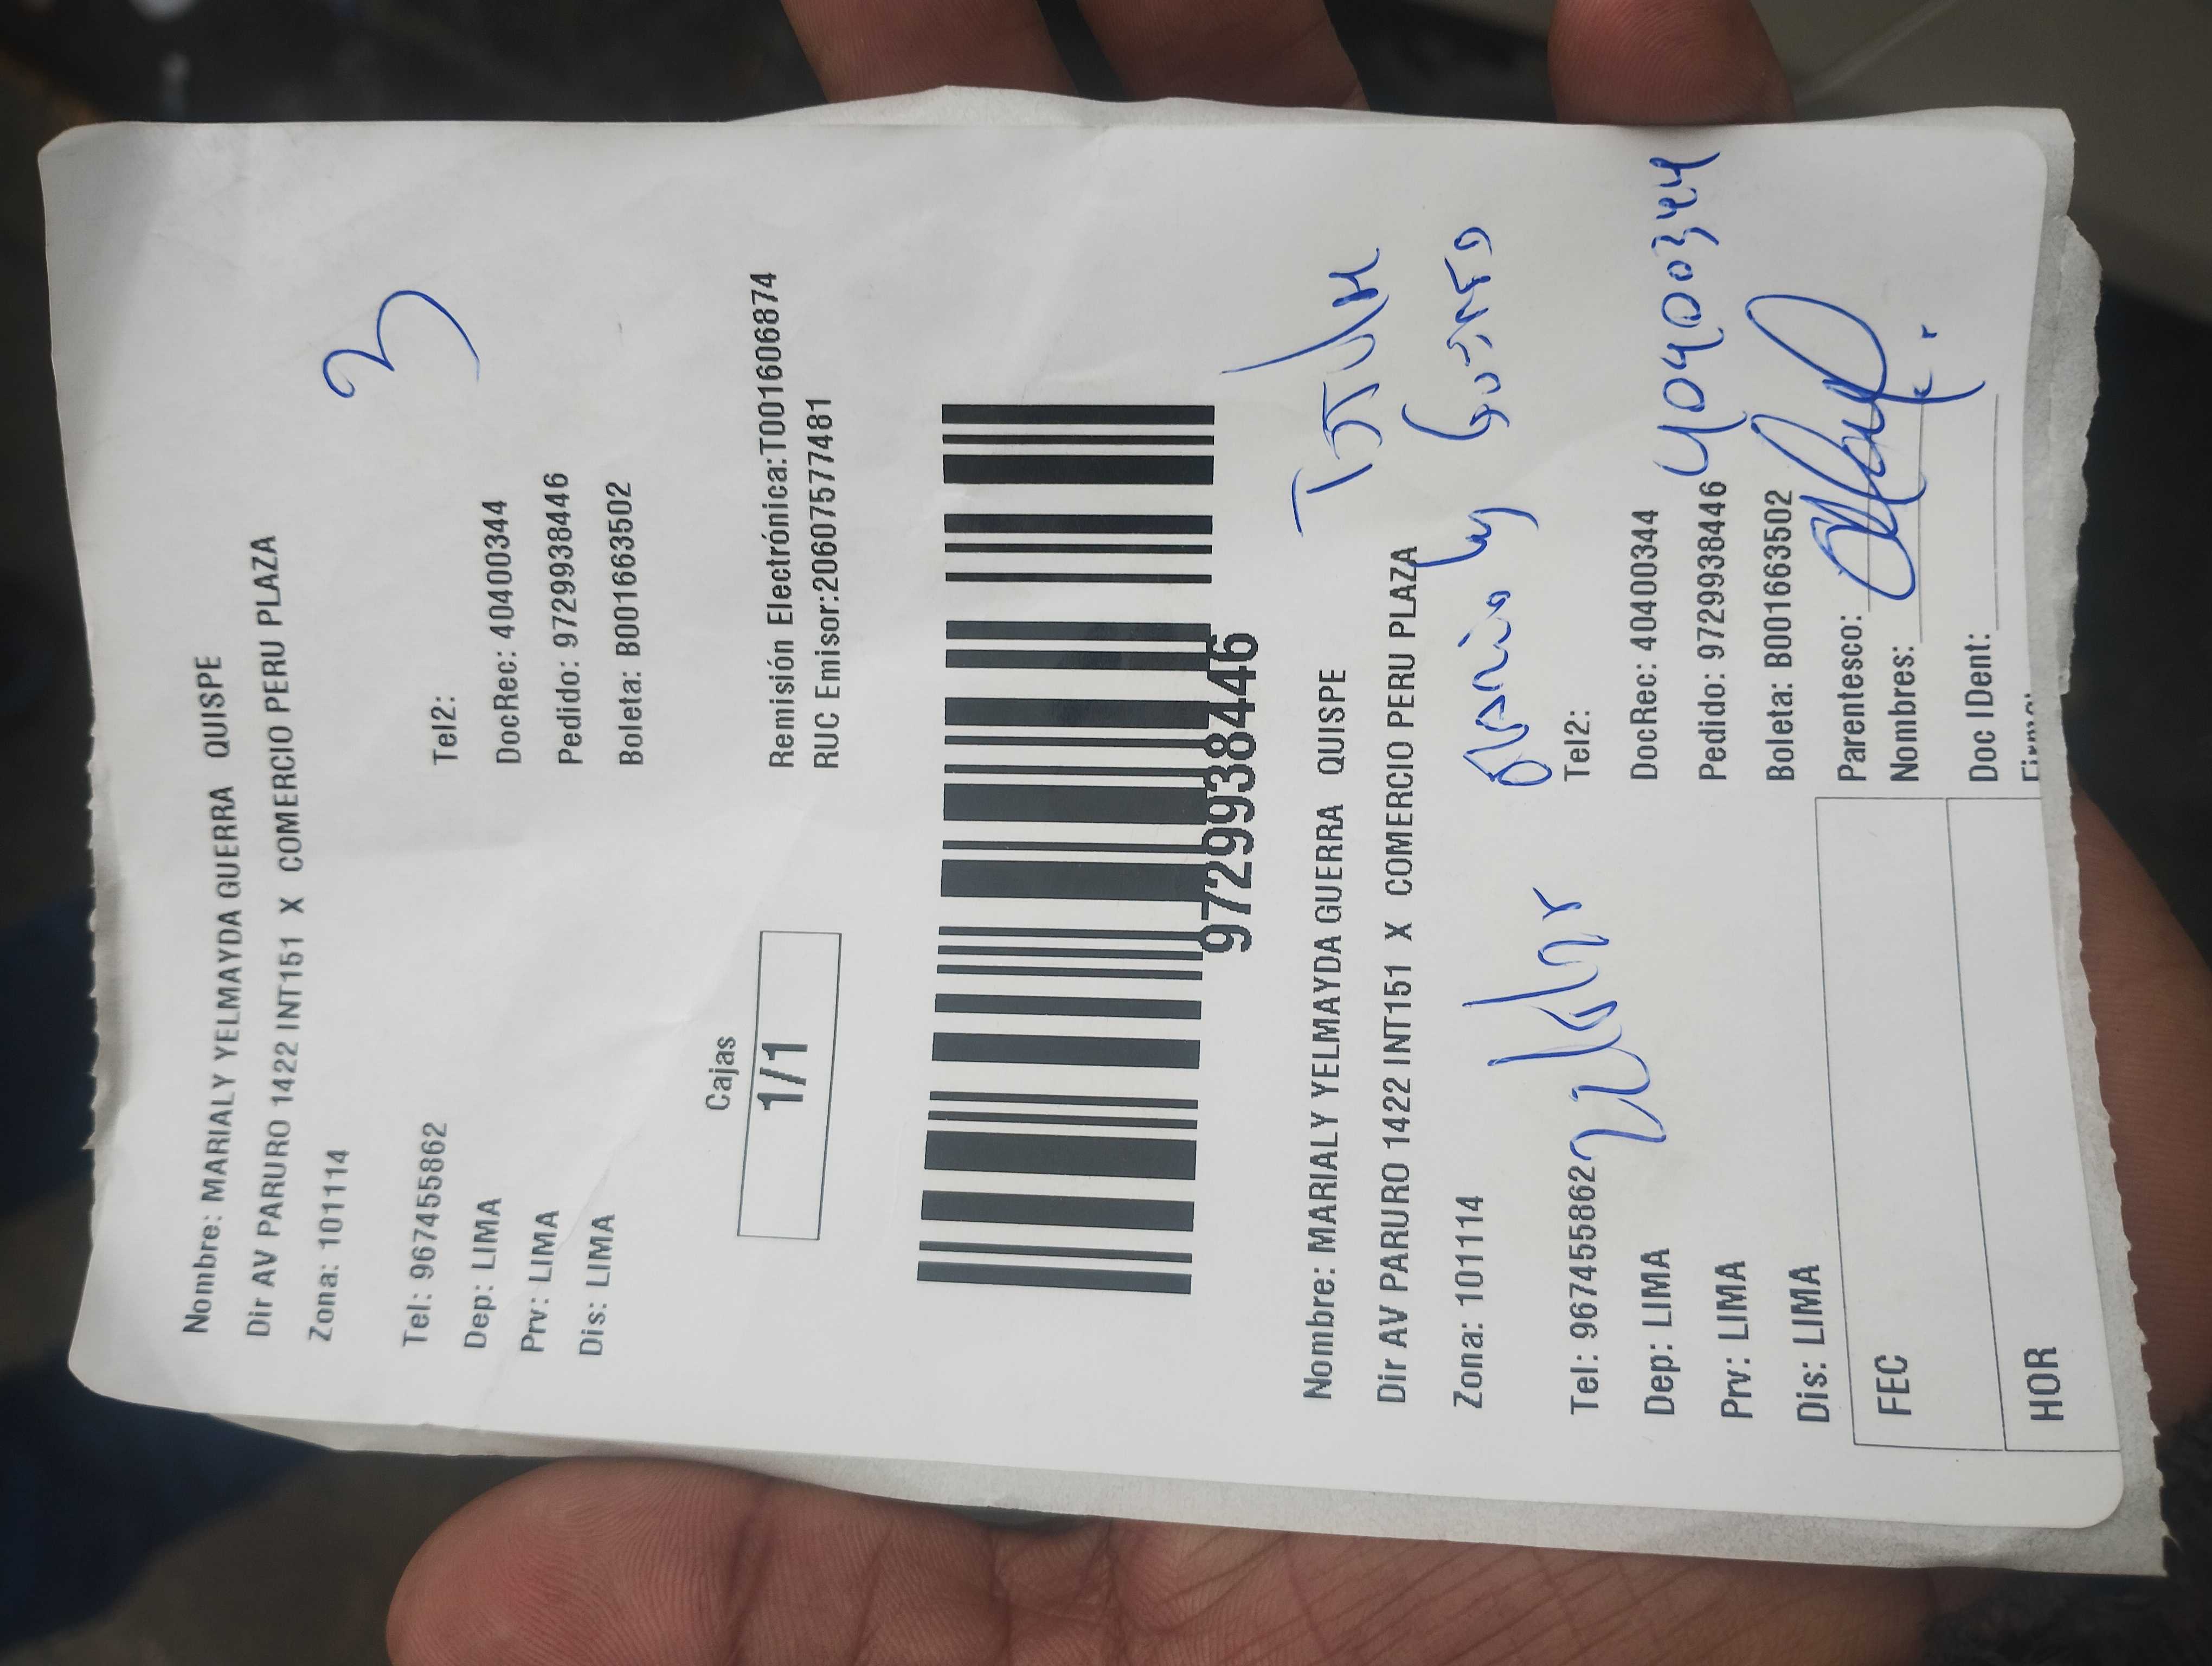 Nombre: MARIALY YELMAYDA GUERRA QUISPE
Dir AV PARURO 1422 INT151 X COMERCIO PERU PLAZA
Zona: 101114
3
Tel: 967455862 Tel2:
Dep: LIMA DocRec: 40400344
Prv: LIMA Pedido: 9729938446
Dis: LIMA Boleta: B001663502
Cajas
1/1
Remisión Electrónica:T001606874
RUC Emisor:20607577481
9729938446
Nombre: MARIALY YELMAYDA GUERRA QUISPE
Dir AV PARURO 1422 INT151 X COMERCIO PERU PLAZA
Zona: 101114
Tel: 967455862 Tel2:
Dep: LIMA DocRec: 40400344
40400344
Prv: LIMA Pedido: 9729938446
Dis: LIMA Boleta: B001663502
FEC Parentesco:
Nombres:
HOR Doc IDent: